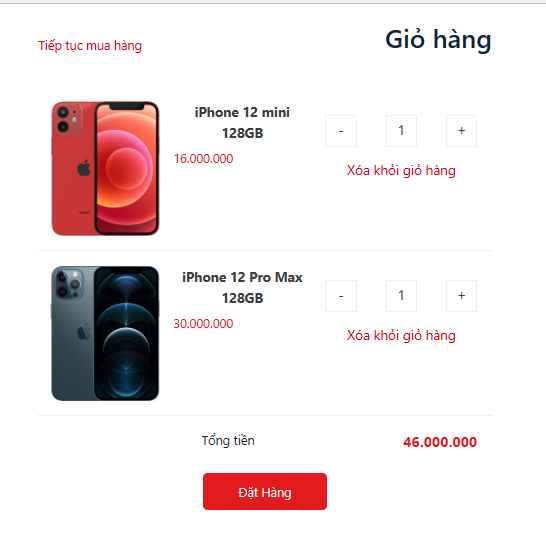 Tiếp tục mua hàng
Giỏ hàng
iPhone 12 mini
128GB
16.000.000
- 1 +
Xóa khỏi giỏ hàng
iPhone 12 Pro Max
128GB
30.000.000
- 1 +
Xóa khỏi giỏ hàng
Tổng tiền
46.000.000
Đặt Hàng